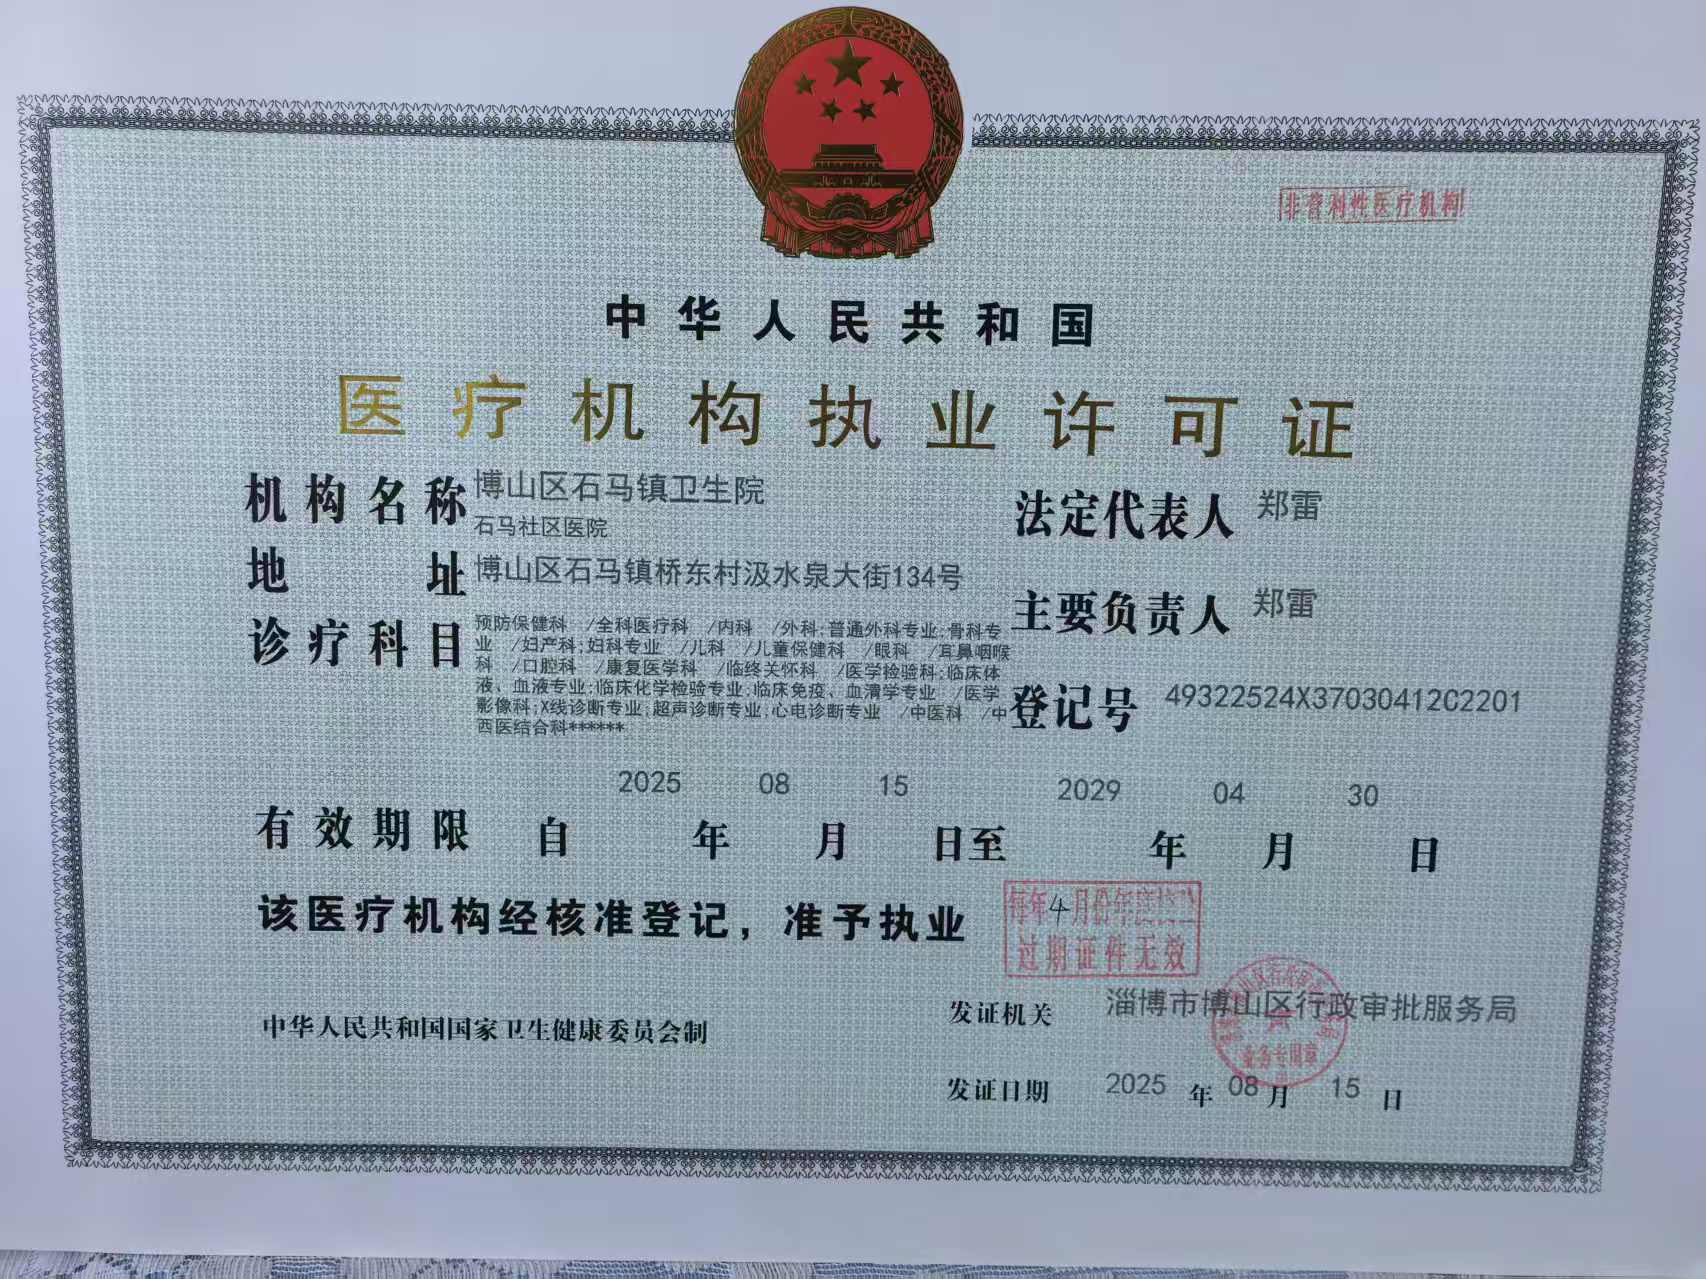 非营利性医疗机构
中华人民共和国
医疗机构执业许可证
机构名称 博山区石马镇卫生院
石马社区医院
地址 博山区石马镇桥东村汲水泉大街134号
诊疗科目 预防保健科 /全科医疗科 /内科 /外科;普通外科专业;骨科专
业 /妇产科;妇科专业 /儿科 /儿童保健科 /眼科 /耳鼻咽喉
科 /口腔科 /康复医学科 /临终关怀科 /医学检验科;临床体
液、血液专业;临床化学检验专业;临床免疫、血清学专业 /医学
影像科;X线诊断专业;超声诊断专业;心电诊断专业 /中医科 /中
西医结合科******
法定代表人 郑雷
主要负责人 郑雷
登记号 49322524X37030412C2201
有效期限 自 2025 年 08 月 15 日至 2029 年 04 月 30 日
该医疗机构经核准登记，准予执业
每年4月份年度
过期证件无效
中华人民共和国国家卫生健康委员会制
发证机关 淄博市博山区行政审批服务局
业务专用章
发证日期 2025 年 08 月 15 日